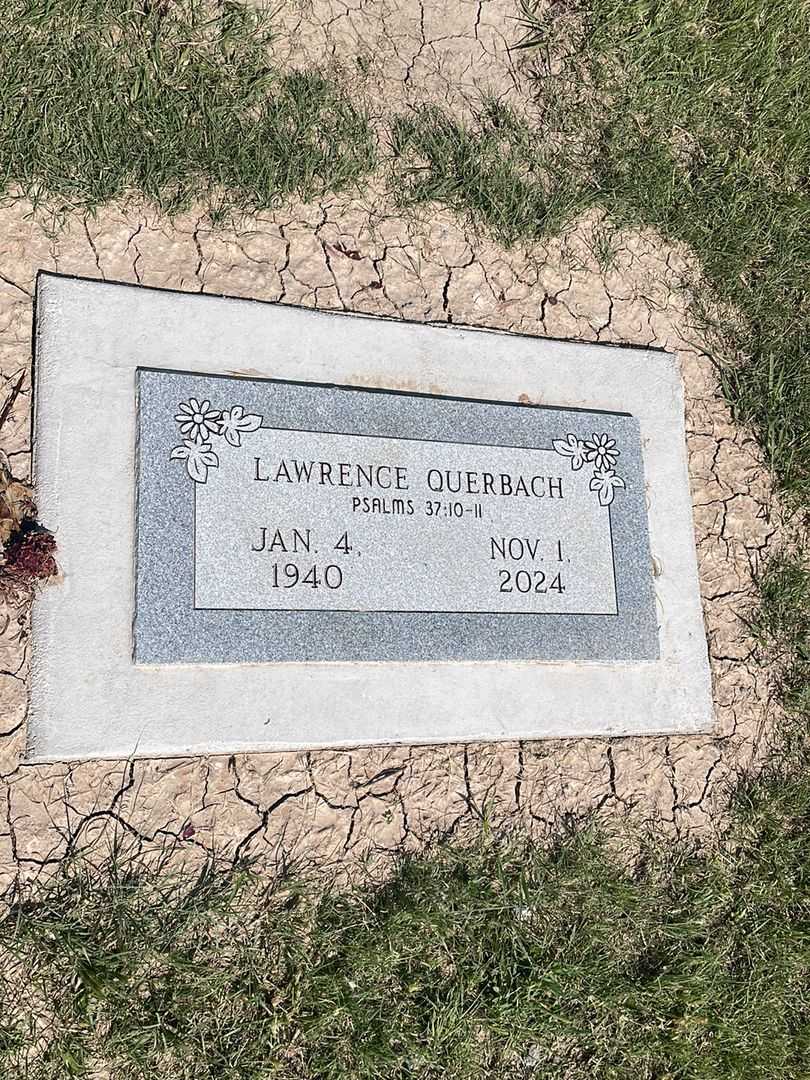 LAWRENCE QUERBACH
PSALMS 37:10-11
JAN. 4, NOV. 1,
1940 2024